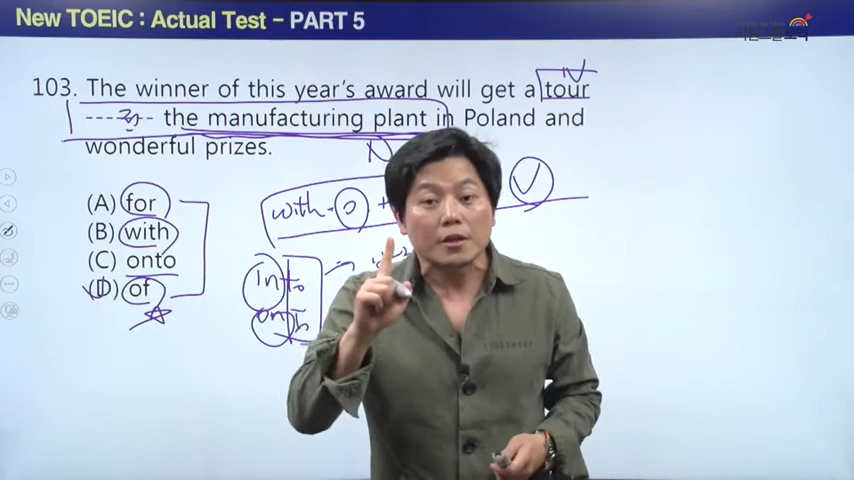 New TOEIC : Actual Test – PART 5
103. The winner of this year's award will get a tour
------- the manufacturing plant in Poland and
wonderful prizes.
(A) for
(B) with
(C) onto
(D) of
N
V
with
+
into
onto